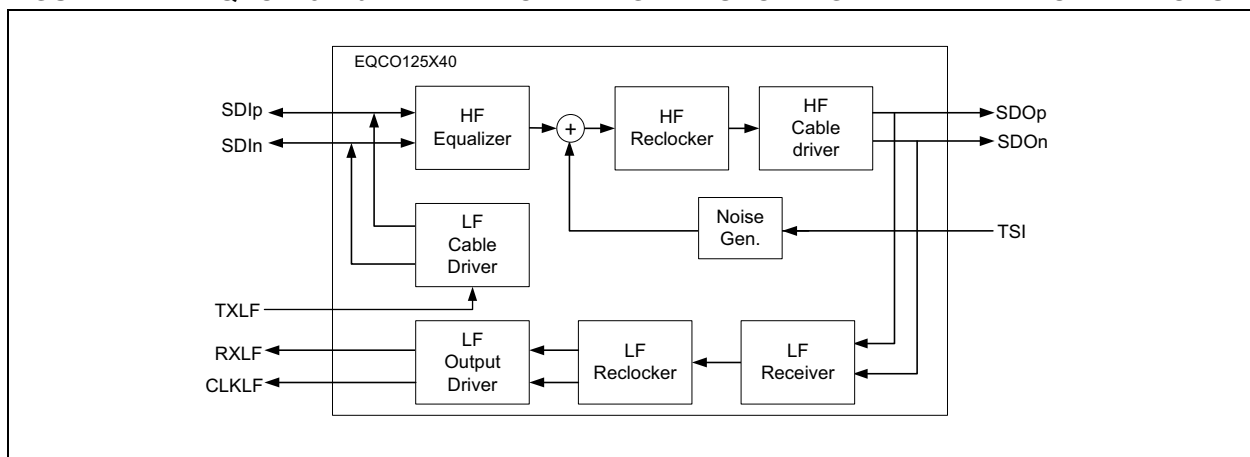 EQCO125X40
SDIp
SDIn
HF
Equalizer
+
HF
Reclocker
HF
Cable
driver
SDOp
SDOn
LF
Cable
Driver
Noise
Gen.
TSI
TXLF
RXLF
CLKLF
LF
Output
Driver
LF
Reclocker
LF
Receiver